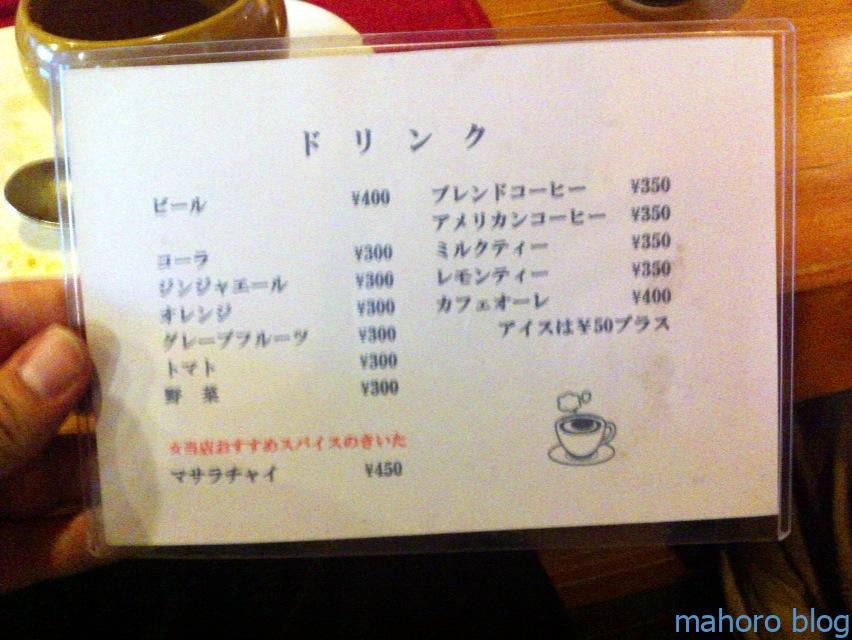 ドリンク
ビール ¥400
コーラ ¥300
ジンジャエール ¥300
オレンジ ¥300
グレープフルーツ ¥300
トマト ¥300
野菜 ¥300
☆当店おすすめスパイスのきいた
マサラチャイ ¥450
ブレンドコーヒー ¥350
アメリカンコーヒー ¥350
ミルクティー ¥350
レモンティー ¥350
カフェオーレ ¥400
アイスは¥50プラス
mahoro blog